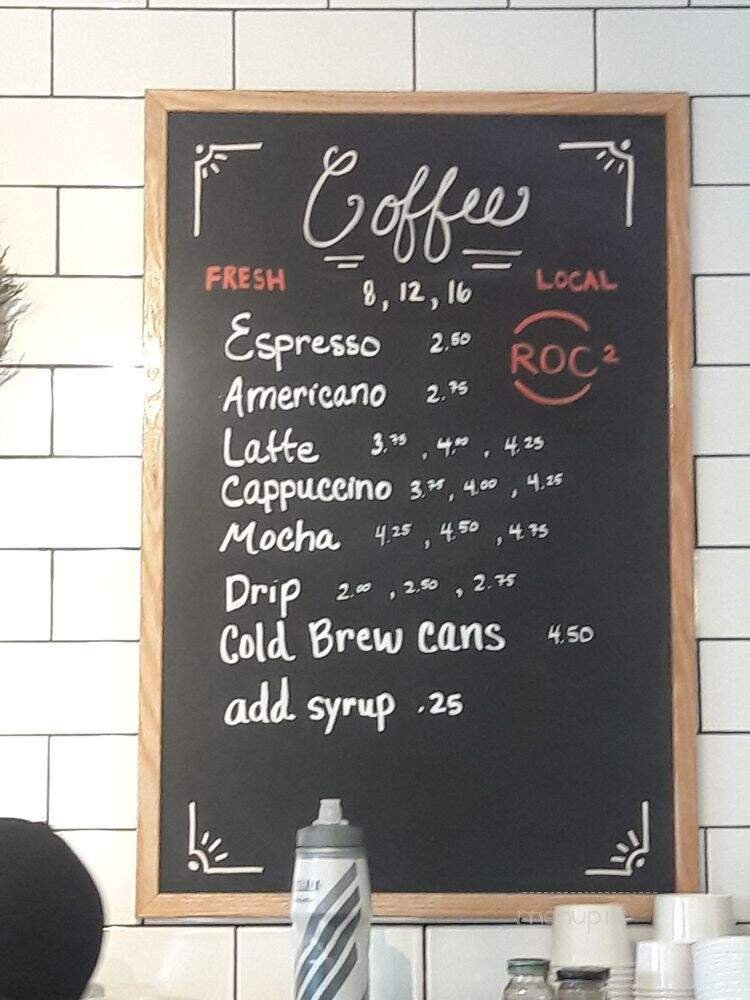 Coffee
FRESH
8, 12, 16
LOCAL
Espresso 2.50
ROC2
Americano 2.75
Latte 3.75, 4.00, 4.25
Cappuccino 3.75, 4.00, 4.25
Mocha 4.25, 4.50, 4.75
Drip 2.00, 2.50, 2.75
Cold Brew cans 4.50
add syrup .25
menupi